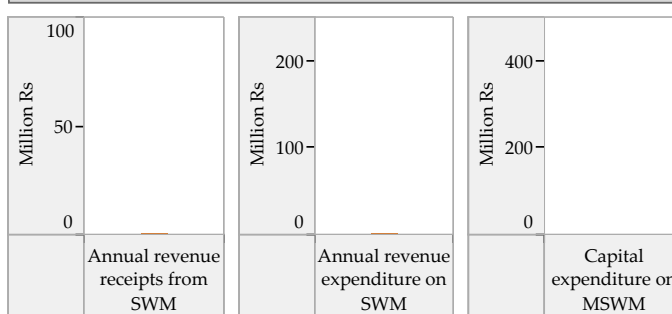 100
50
0
Million Rs
Annual revenue
receipts from
SWM
200
100
0
Million Rs
Annual revenue
expenditure on
SWM
400
200
0
Million Rs
Capital
expenditure on
MSWM